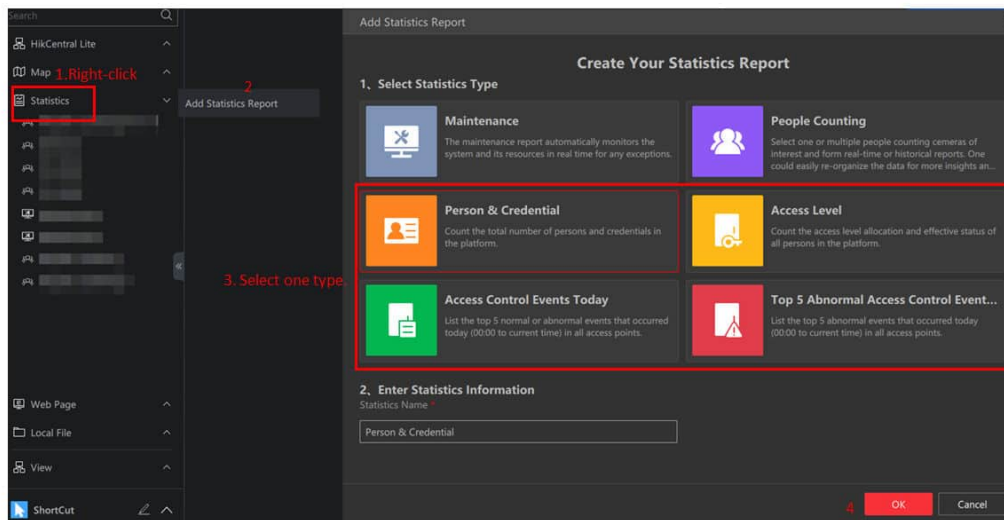 Search
HikCentral Lite
Map
1.Right-click
Statistics
2
Add Statistics Report
Web Page
Local File
View
ShortCut
Add Statistics Report
Create Your Statistics Report
1、Select Statistics Type
Maintenance
The maintenance report automatically monitors the
system and its resources in real time for any exceptions.
People Counting
Select one or multiple people counting cemeras of
interest and form real-time or historical reports. One
could easily re-organize the data for more insights an...
3. Select one type.
Person & Credential
Count the total number of persons and credentials in
the platform.
Access Level
Count the access level allocation and effective status of
all persons in the platform.
Access Control Events Today
List the top 5 normal or abnormal events that occurred
today (00:00 to current time) in all access points.
Top 5 Abnormal Access Control Event...
List the top 5 abnormal events that occurred today
(00:00 to current time) in all access points.
2、Enter Statistics Information
Statistics Name *
Person & Credential
4
OK
Cancel